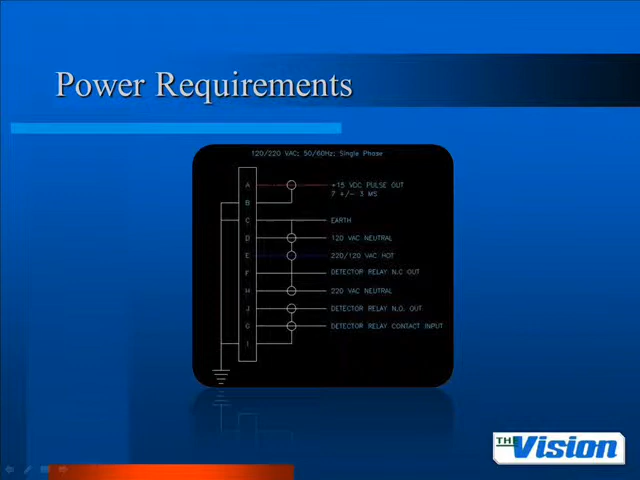 Power Requirements
120/220 VAC; 50/60Hz; Single Phase
A
+15 VDC PULSE OUT
7 +/- 3 MS
B
C
EARTH
D
120 VAC NEUTRAL
E
220/120 VAC HOT
F
DETECTOR RELAY N.C OUT
H
220 VAC NEUTRAL
J
DETECTOR RELAY N.O. OUT
G
DETECTOR RELAY CONTACT INPUT
I
THE Vision